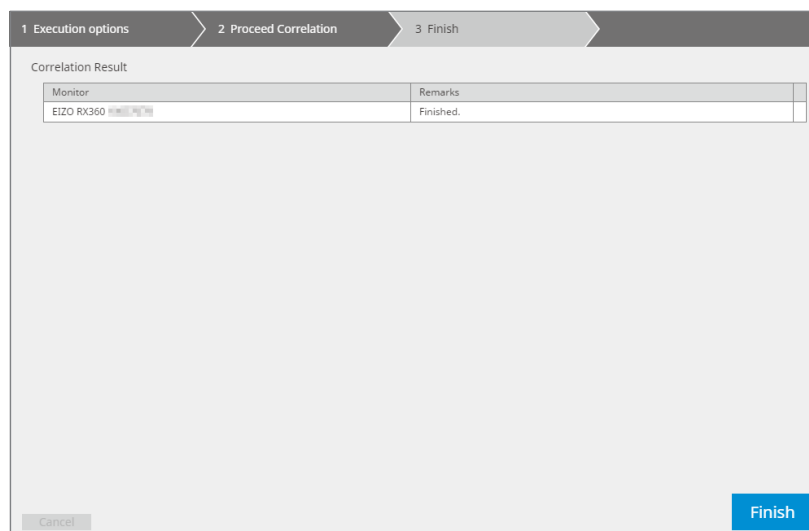 1 Execution options 2 Proceed Correlation 3 Finish
Correlation Result
Monitor Remarks
EIZO RX360 Finished.
Cancel Finish